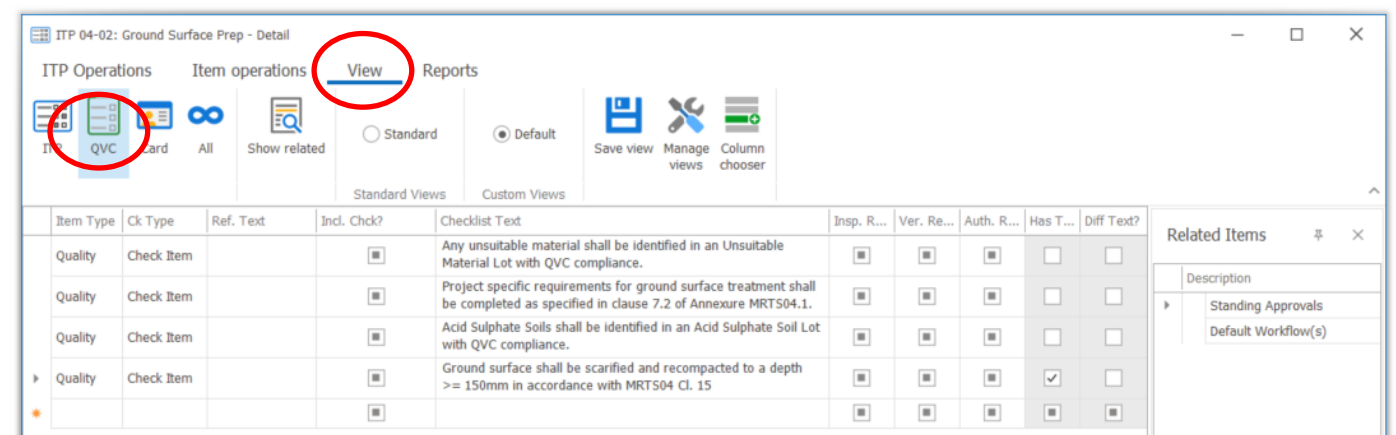 ITP 04-02: Ground Surface Prep - Detail
ITP Operations Item operations View Reports
ITP QVC Card All Show related Standard Default Save view Manage views Column chooser
Standard Views Custom Views
Item Type Ck Type Ref. Text Incl. Chck? Checklist Text Insp. R... Ver. Re... Auth. R... Has T... Diff Text?
Quality Check Item Any unsuitable material shall be identified in an Unsuitable
Material Lot with QVC compliance.
Quality Check Item Project specific requirements for ground surface treatment shall
be completed as specified in clause 7.2 of Annexure MRTS04.1.
Quality Check Item Acid Sulphate Soils shall be identified in an Acid Sulphate Soil Lot
with QVC compliance.
Quality Check Item Ground surface shall be scarified and recompacted to a depth
>= 150mm in accordance with MRTS04 Cl. 15
Related Items
Description
Standing Approvals
Default Workflow(s)